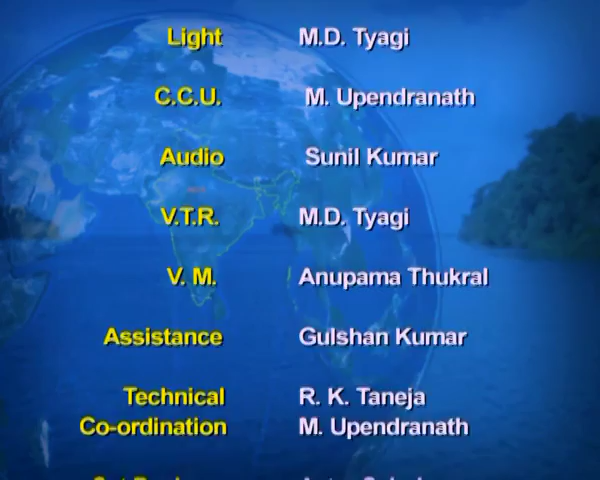 Light M.D. Tyagi
C.C.U. M. Upendranath
Audio Sunil Kumar
V.T.R. M.D. Tyagi
V. M. Anupama Thukral
Assistance Gulshan Kumar
Technical R. K. Taneja
Co-ordination M. Upendranath